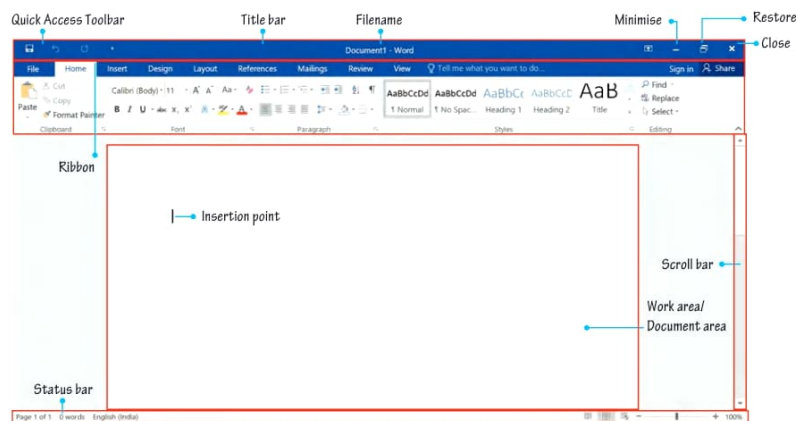 Quick Access Toolbar Title bar Filename Minimise Restore
Close
Document1 - Word
File Home Insert Design Layout References Mailings Review View Tell me what you want to do... Sign in Share
Paste Cut Copy Format Painter
Calibri (Body) 11 A A Aa
B I U abc X, X' A A
AaBbCcDd AaBbCcDd AaBbCc AaBbCcD AaB
¶ Normal ¶ No Spac... Heading 1 Heading 2 Title
Find
Replace
Select
Clipboard Font Paragraph Styles Editing
Ribbon
Insertion point
Scroll bar
Work area/
Document area
Status bar
Page 1 of 1 0 words English (India) 100%